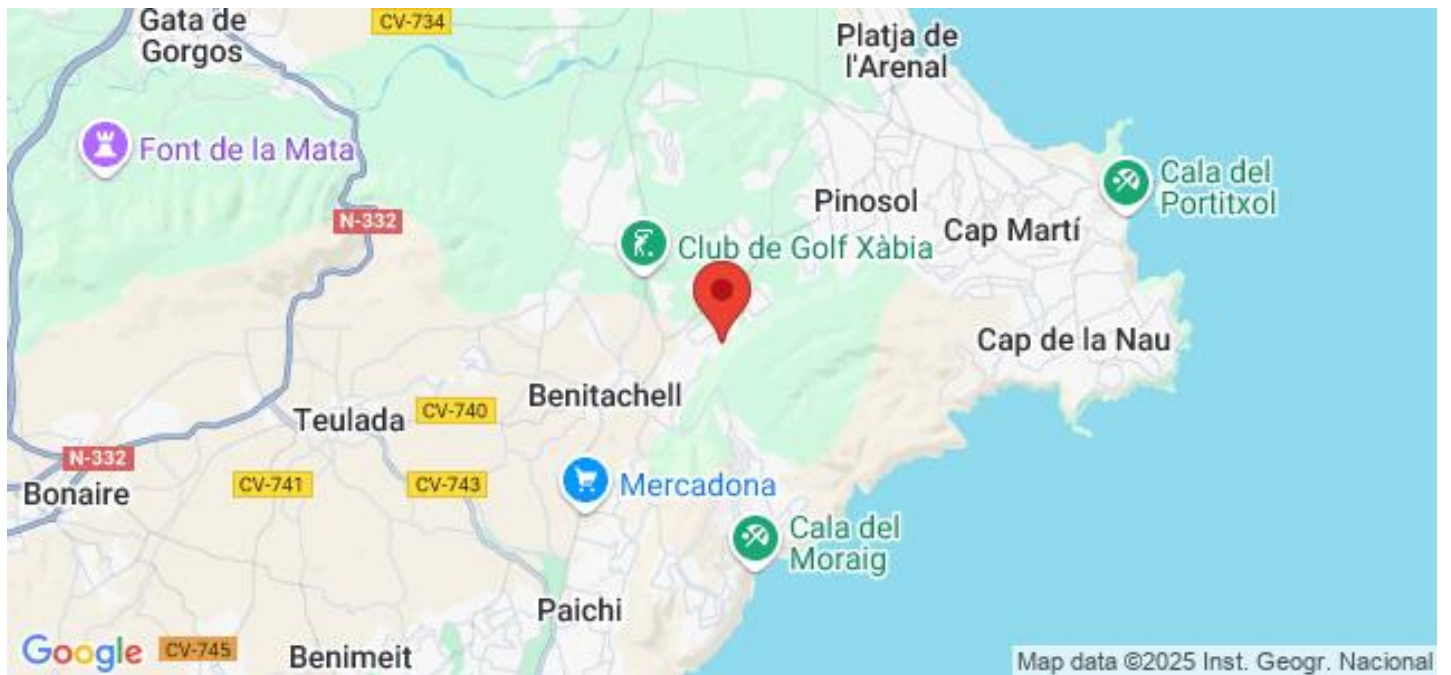 Gata de
Gorgos
CV-734
Platja de
l'Arenal
Font de la Mata
Cala del
Portitxol
Pinosol
N-332
Cap Martí
Club de Golf Xàbia
Cap de la Nau
Benitachell
Teulada
CV-740
N-332
Bonaire
CV-741
CV-743
Mercadona
Cala del
Moraig
Paichi
Google
CV-745
Benimeit
Map data ©2025 Inst. Geogr. Nacional